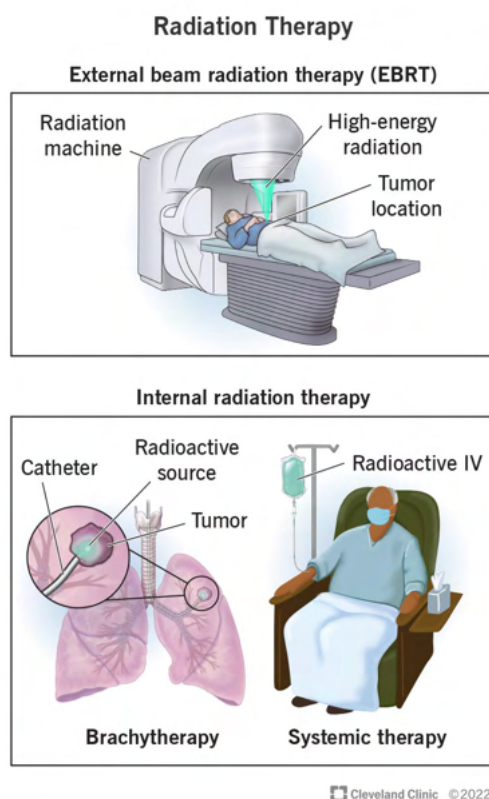 Radiation Therapy
External beam radiation therapy (EBRT)
Radiation
machine
High-energy
radiation
Tumor
location
Internal radiation therapy
Catheter
Radioactive
source
Tumor
Radioactive IV
Brachytherapy
Systemic therapy
Cleveland Clinic ©2022